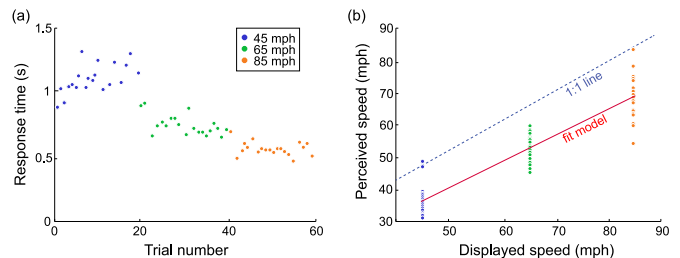 (a)
Response time (s)
1.5
1
0.5
0
0
20
40
60
Trial number
45 mph
65 mph
85 mph
(b)
Perceived speed (mph)
90
80
70
60
50
40
30
50
60
70
80
90
Displayed speed (mph)
1:1 line
fit model